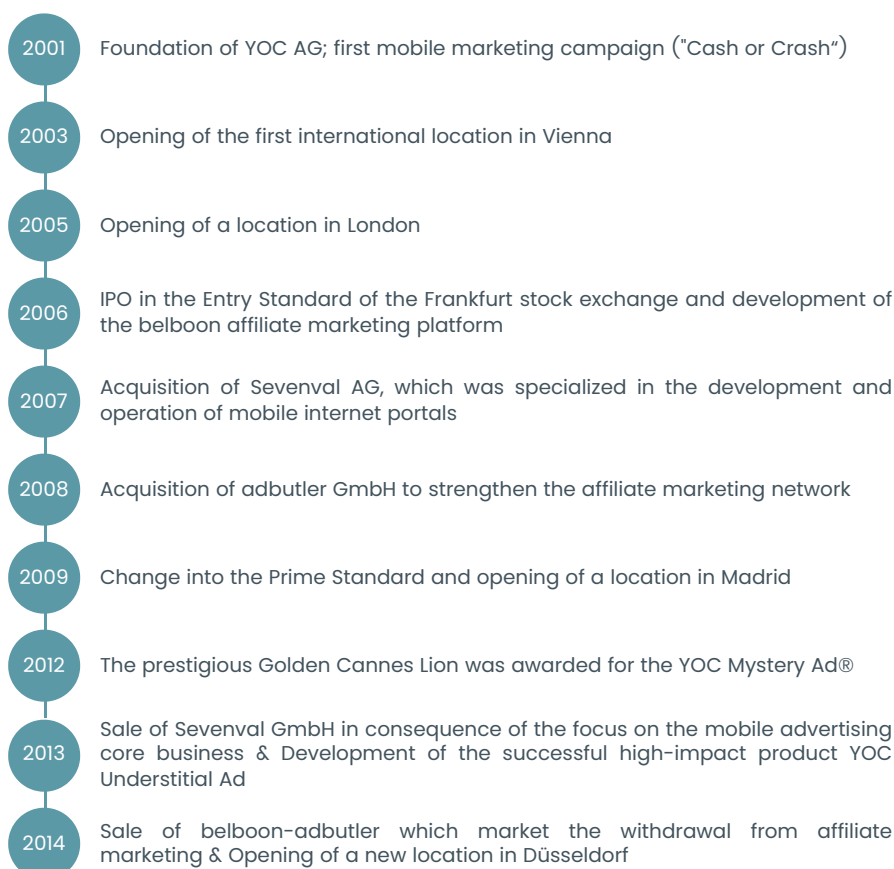 2001
Foundation of YOC AG; first mobile marketing campaign ("Cash or Crash“)
2003
Opening of the first international location in Vienna
2005
Opening of a location in London
2006
IPO in the Entry Standard of the Frankfurt stock exchange and development of
the belboon affiliate marketing platform
2007
Acquisition of Sevenval AG, which was specialized in the development and
operation of mobile internet portals
2008
Acquisition of adbutler GmbH to strengthen the affiliate marketing network
2009
Change into the Prime Standard and opening of a location in Madrid
2012
The prestigious Golden Cannes Lion was awarded for the YOC Mystery Ad®
2013
Sale of Sevenval GmbH in consequence of the focus on the mobile advertising
core business & Development of the successful high-impact product YOC
Understitial Ad
2014
Sale of belboon-adbutler which market the withdrawal from affiliate
marketing & Opening of a new location in Düsseldorf